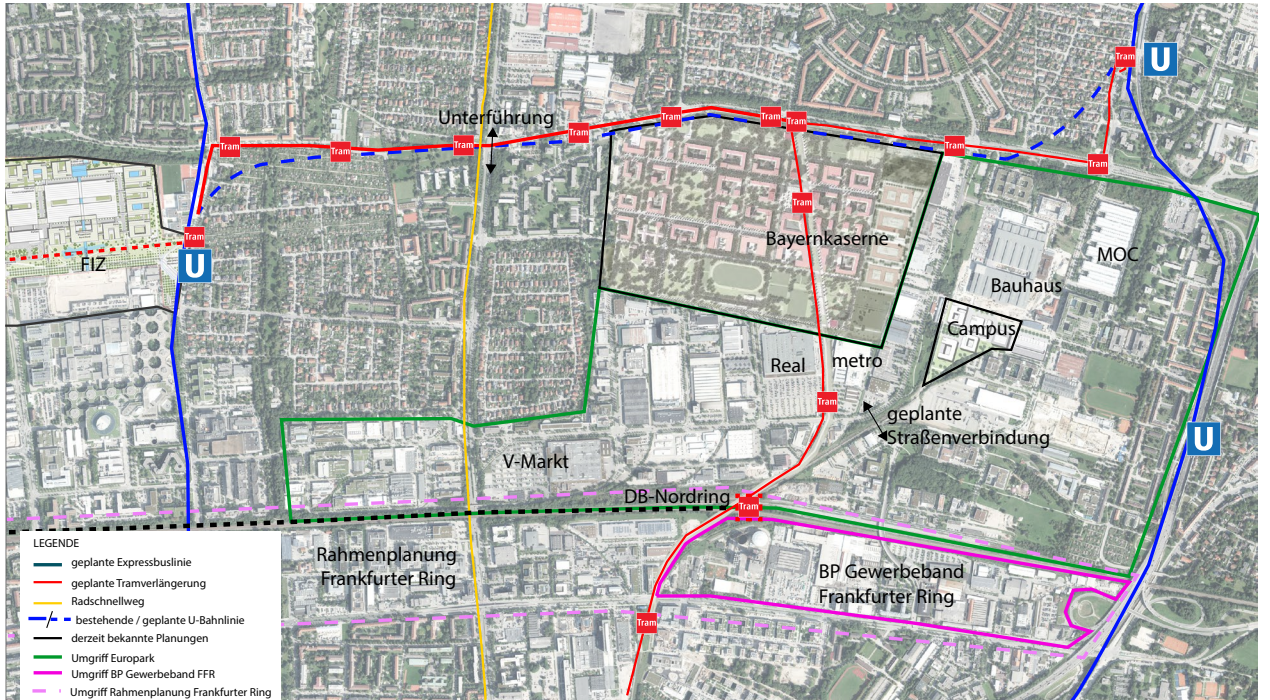 Tram
U
Unterführung
Tram
Tram
Tram
Tram
Tram
Tram
Tram
Tram
Tram
Tram
Tram
Bayernkaserne
MOC
FIZ
U
Bauhaus
Campus
Real
metro
Tram
geplante
Straßenverbindung
U
V-Markt
DB-Nordring
Tram
Rahmenplanung
Frankfurter Ring
BP Gewerbeband
Frankfurter Ring
Tram
LEGENDE
geplante Expressbuslinie
geplante Tramverlängerung
Radschnellweg
bestehende / geplante U-Bahnlinie
derzeit bekannte Planungen
Umgriff Europark
Umgriff BP Gewerbeband FFR
Umgriff Rahmenplanung Frankfurter Ring